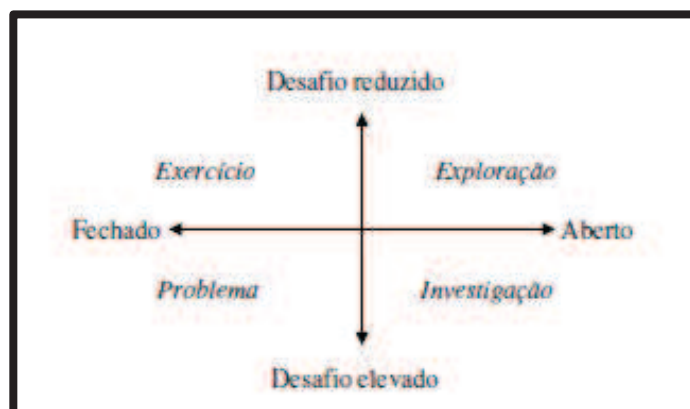 Desafio reduzido
Exercício Exploração
Fechado Aberto
Problema Investigação
Desafio elevado